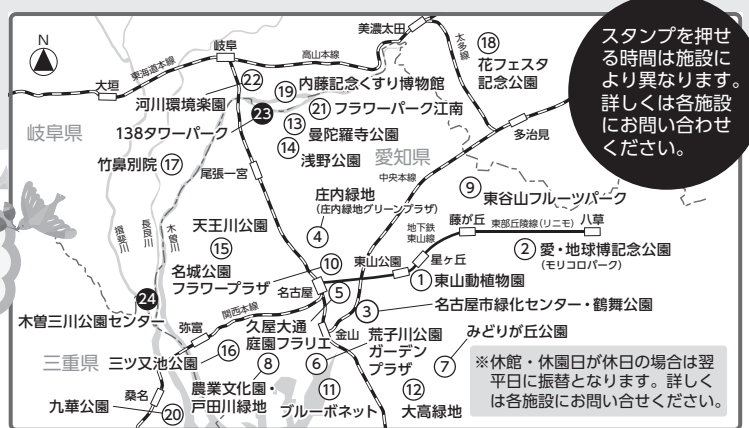 スタンプを押せ
る時間は施設に
より異なります。
詳しくは各施設
にお問い合わせ
ください。
N
美濃太田
岐阜
高山本線
太多線
⑱
花フェスタ
記念公園
東海道本線
大垣
㉒
河川環境楽園
⑲
内藤記念くすり博物館
㉓
138タワーパーク
㉑
フラワーパーク江南
⑬
曼陀羅寺公園
多治見
岐阜県
⑭
浅野公園
愛知県
竹鼻別院
⑰
尾張一宮
中央本線
⑨
東谷山フルーツパーク
庄内緑地
(庄内緑地グリーンプラザ)
④
揖斐川
長良川
木曽川
天王川公園
⑮
藤が丘
東部丘陵線(リニモ)
八草
地下鉄
東山線
②
愛・地球博記念公園
(モリコロパーク)
⑩
名城公園
フラワープラザ
東山公園
星ヶ丘
①
東山動植物園
名古屋
⑤
③
名古屋市緑化センター・鶴舞公園
㉔
木曽三川公園センター
関西本線
弥富
久屋大通
庭園フラリエ
金山
⑥
荒子川公園
ガーデン
プラザ
みどりが丘公園
⑦
三重県
三ツ又池公園
⑯
⑧
農業文化園・
戸田川緑地
⑪
ブルーボネット
⑫
大高緑地
桑名
九華公園
⑳
※休館・休園日が休日の場合は翌
平日に振替となります。詳しく
は各施設にお問い合せください。